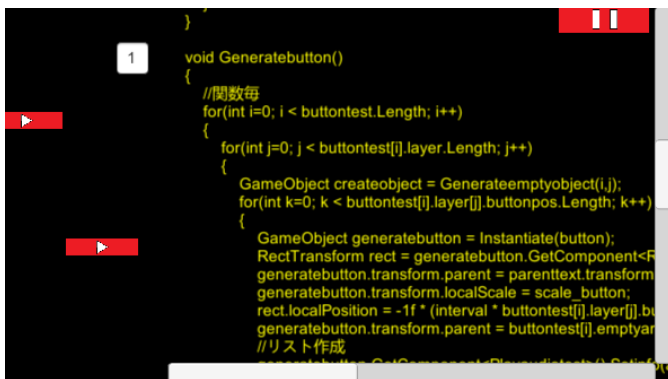 }
1
void Generatebutton()
{
//関数毎
for(int i=0; i < buttontest.Length; i++)
{
for(int j=0; j < buttontest[i].layer.Length; j++)
{
GameObject createobject = Generateemptyobject(i,j);
for(int k=0; k < buttontest[i].layer[j].buttonpos.Length; k++)
{
GameObject generatebutton = Instantiate(button);
RectTransform rect = generatebutton.GetComponent<R
generatebutton.transform.parent = parenttext.transform
generatebutton.transform.localScale = scale_button;
rect.localPosition = -1f * (interval * buttontest[i].layer[j].bu
generatebutton.transform.parent = buttontest[i].emptyar
//リスト作成